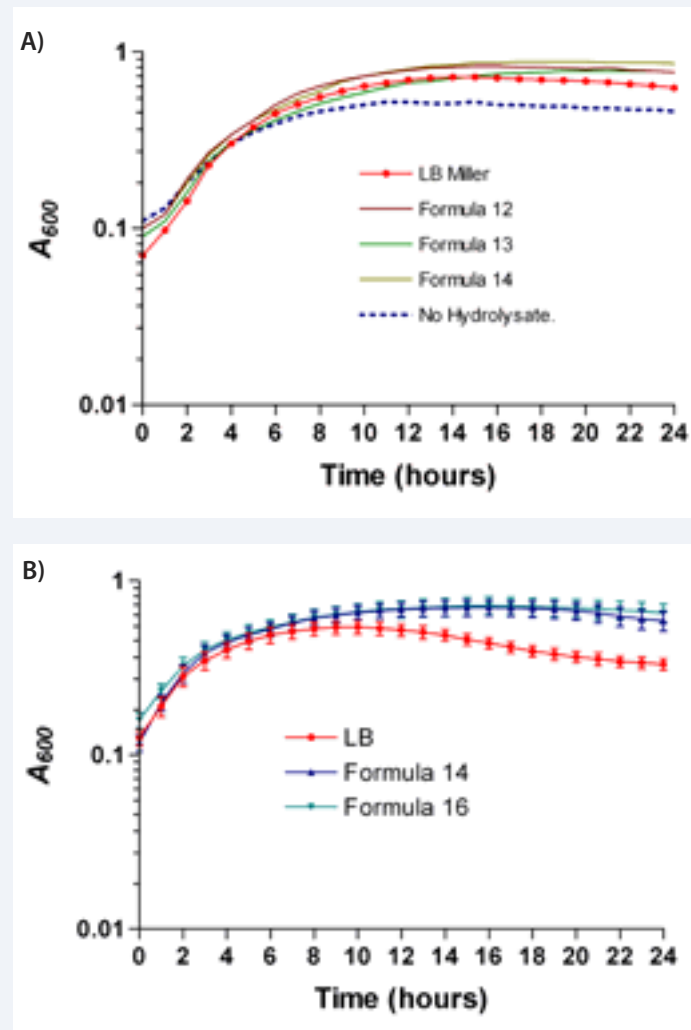 A)
1
0.1
0.01
A600
LB Miller
Formula 12
Formula 13
Formula 14
No Hydrolysate.
0 2 4 6 8 10 12 14 16 18 20 22 24
Time (hours)
B)
1
0.1
0.01
A600
LB
Formula 14
Formula 16
0 2 4 6 8 10 12 14 16 18 20 22 24
Time (hours)